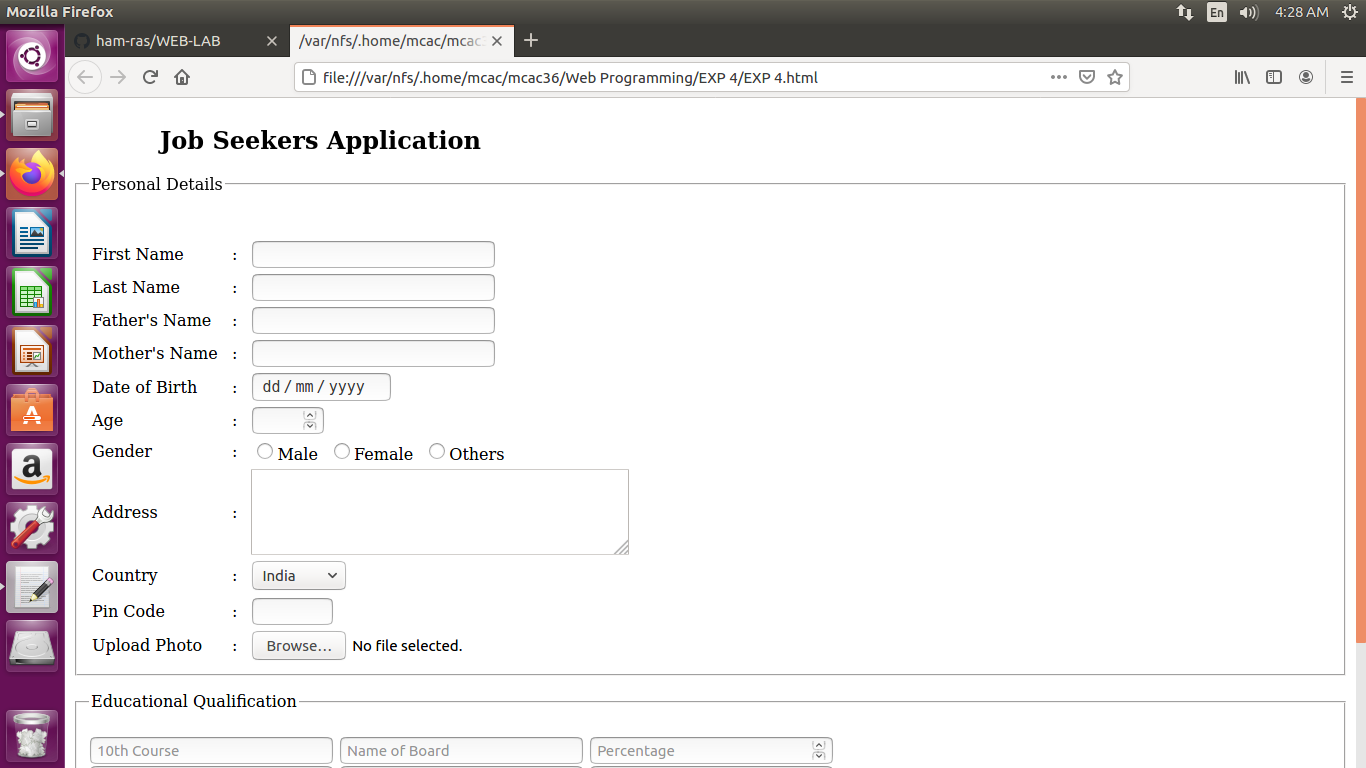 Mozilla Firefox
En
4:28 AM
ham-ras/WEB-LAB
/var/nfs/.home/mcac/mcac
file:///var/nfs/.home/mcac/mcac36/Web Programming/EXP 4/EXP 4.html
Job Seekers Application
Personal Details
First Name :
Last Name :
Father's Name :
Mother's Name :
Date of Birth : dd / mm / yyyy
Age :
Gender : Male Female Others
Address :
Country : India
Pin Code :
Upload Photo : Browse... No file selected.
Educational Qualification
10th Course Name of Board Percentage